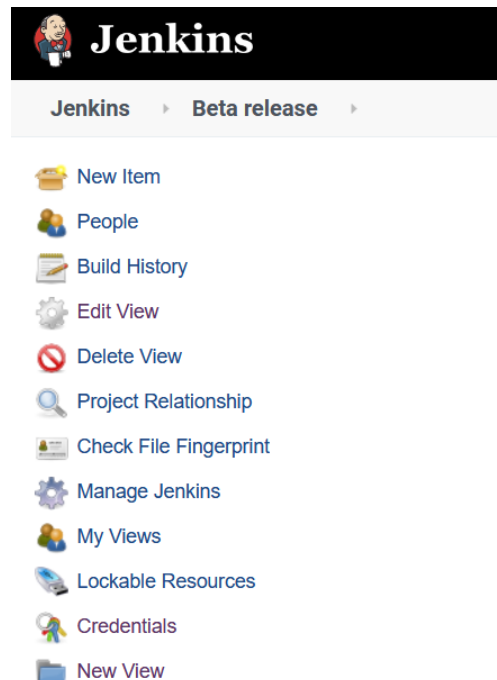 Jenkins
Jenkins Beta release
New Item
People
Build History
Edit View
Delete View
Project Relationship
Check File Fingerprint
Manage Jenkins
My Views
Lockable Resources
Credentials
New View